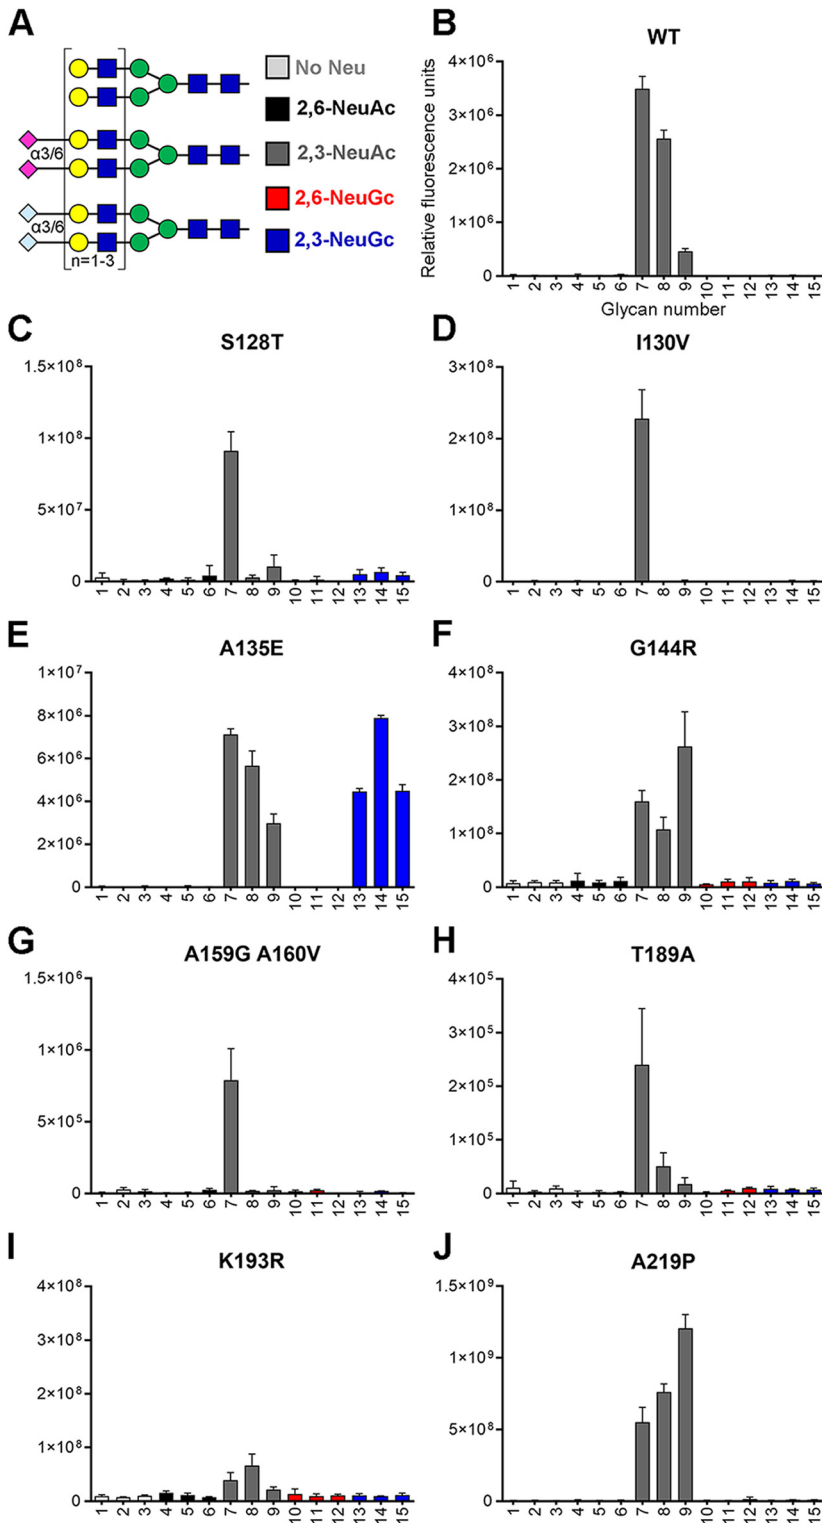 A
α3/6
α3/6
n=1-3
No Neu
2,6-NeuAc
2,3-NeuAc
2,6-NeuGc
2,3-NeuGc
B
WT
Relative fluorescence units
4×10⁶
3×10⁶
2×10⁶
1×10⁶
0
1 2 3 4 5 6 7 8 9 10 11 12 13 14 15
Glycan number
C
S128T
1.5×10⁸
1×10⁸
5×10⁷
0
1 2 3 4 5 6 7 8 9 10 11 12 13 14 15
D
I130V
3×10⁸
2×10⁸
1×10⁸
0
1 2 3 4 5 6 7 8 9 10 11 12 13 14 15
E
A135E
1×10⁷
8×10⁶
6×10⁶
4×10⁶
2×10⁶
0
1 2 3 4 5 6 7 8 9 10 11 12 13 14 15
F
G144R
4×10⁸
3×10⁸
2×10⁸
1×10⁸
0
1 2 3 4 5 6 7 8 9 10 11 12 13 14 15
G
A159G A160V
1.5×10⁶
1×10⁶
5×10⁵
0
1 2 3 4 5 6 7 8 9 10 11 12 13 14 15
H
T189A
4×10⁵
3×10⁵
2×10⁵
1×10⁵
0
1 2 3 4 5 6 7 8 9 10 11 12 13 14 15
I
K193R
4×10⁸
3×10⁸
2×10⁸
1×10⁸
0
1 2 3 4 5 6 7 8 9 10 11 12 13 14 15
J
A219P
1.5×10⁹
1×10⁹
5×10⁸
0
1 2 3 4 5 6 7 8 9 10 11 12 13 14 15